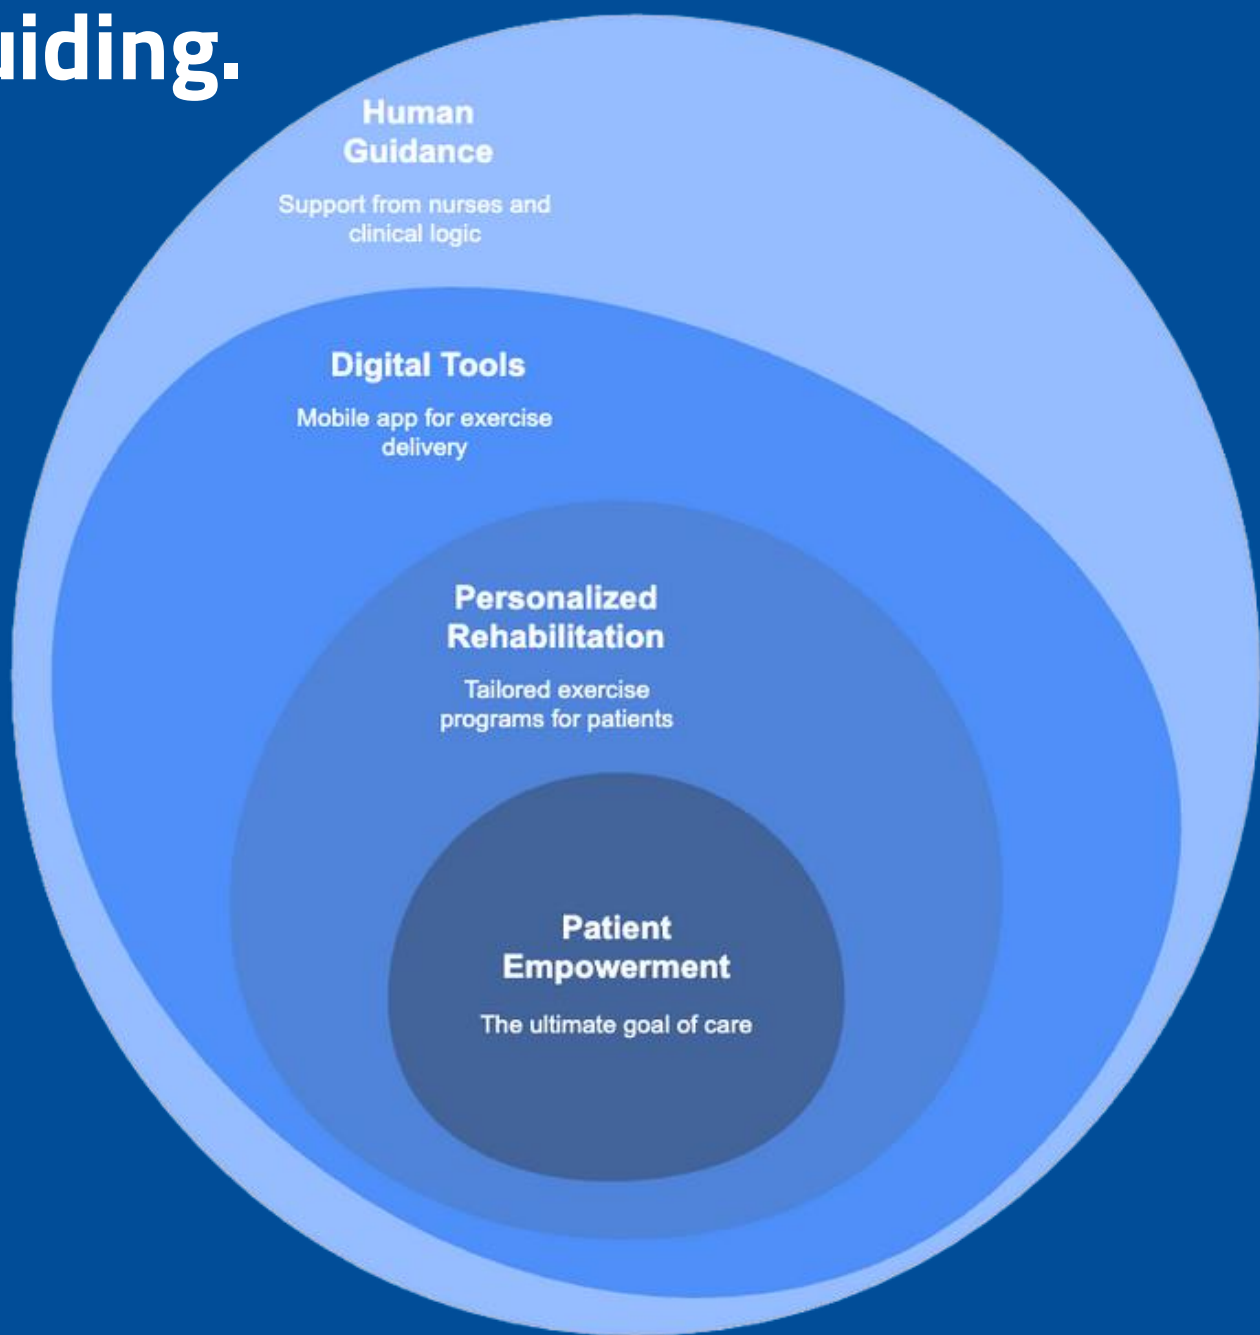 uiding.
Human
Guidance
Support from nurses and
clinical logic
Digital Tools
Mobile app for exercise
delivery
Personalized
Rehabilitation
Tailored exercise
programs for patients
Patient
Empowerment
The ultimate goal of care